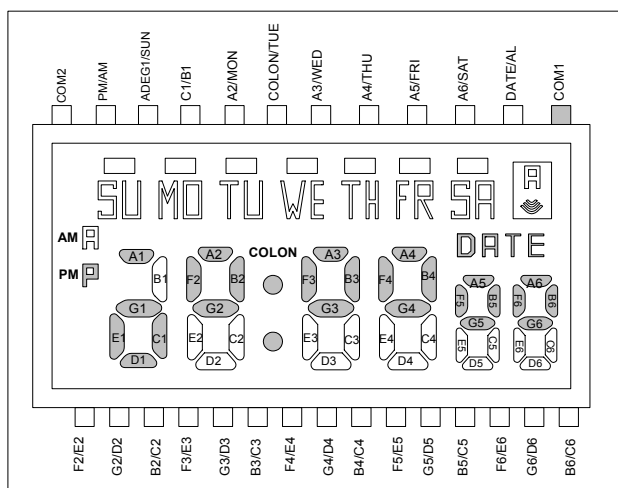 COM2 PM/AM ADEG1/SUN C1/B1 A2/MON COLON/TUE A3/WED A4/THU A5/FRI A6/SAT DATE/AL COM1
SU MO TU WE TH FR SA A
AM A DATE
PM P COLON
A1 A2 A3 A4
B1 F2 B2 F3 B3 F4 B4 A5 A6
F5 B5 F6 B6
G1 G2 G3 G4
G5 G6
E1 C1 E2 C2 E3 C3 E4 C4 E5 C5 E6 C6
D1 D2 D3 D4 D5 D6
F2/E2 G2/D2 B2/C2 F3/E3 G3/D3 B3/C3 F4/E4 G4/D4 B4/C4 F5/E5 G5/D5 B5/C5 F6/E6 G6/D6 B6/C6